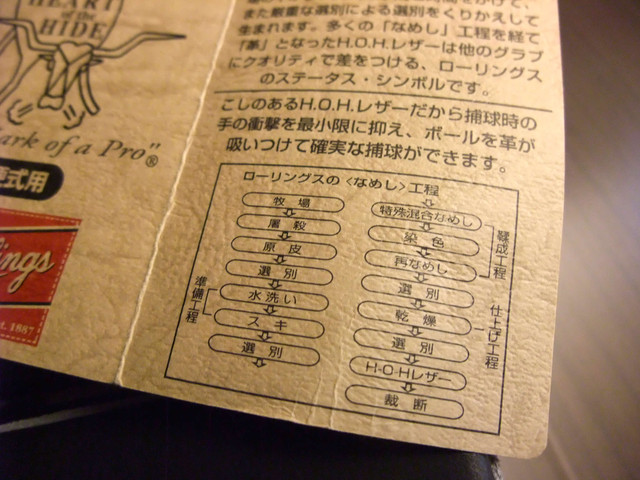 HEART
of the
HIDE
ark of a Pro"®
式用
ings
1887
また厳重な選別による選別をくりかえして
生まれます。多くの「なめし」工程を経て
「革」となったH.O.H.レザーは他のグラブ
にクオリティで差をつける、ローリングス
のステータス・シンボルです。
こしのあるH.O.H.レザーだから捕球時の
手の衝撃を最小限に抑え、ボールを革が
吸いつけて確実な捕球ができます。
ローリングスの〈なめし〉工程
牧場
屠殺
原皮
選別
水洗い
スキ
選別
準備工程
特殊混合なめし
染色
再なめし
選別
乾燥
選別
H・O・Hレザー
裁断
鞣成工程
仕上げ工程